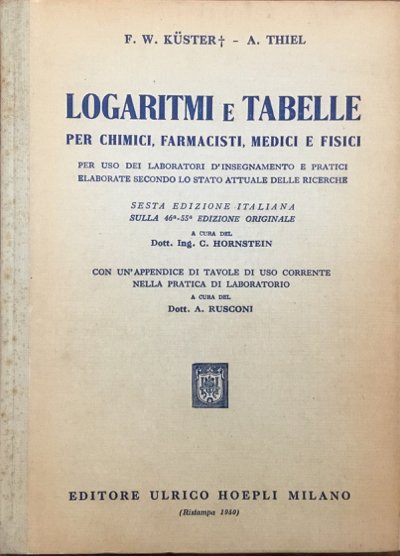 F. W. KÜSTER† - A. THIEL
LOGARITMI E TABELLE
PER CHIMICI, FARMACISTI, MEDICI E FISICI
PER USO DEI LABORATORI D'INSEGNAMENTO E PRATICI
ELABORATE SECONDO LO STATO ATTUALE DELLE RICERCHE
SESTA EDIZIONE ITALIANA
SULLA 46ª-55ª EDIZIONE ORIGINALE
A CURA DEL
Dott. Ing. C. HORNSTEIN
CON UN'APPENDICE DI TAVOLE DI USO CORRENTE
NELLA PRATICA DI LABORATORIO
A CURA DEL
Dott. A. RUSCONI
EDITORE ULRICO HOEPLI MILANO
(Ristampa 1940)